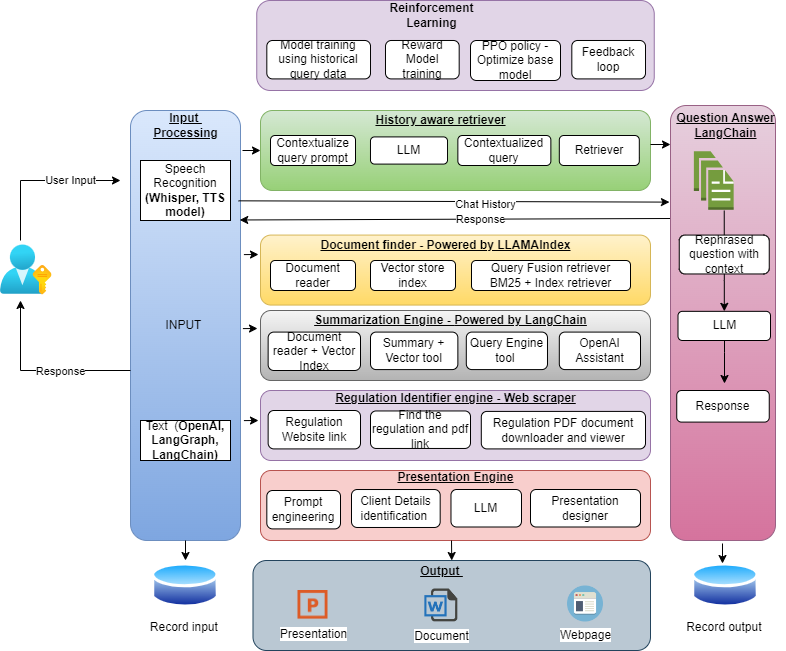 Reinforcement
Learning
Model training
using historical
query data
Reward
Model
training
PPO policy -
Optimize base
model
Feedback
loop
Input
Processing
History aware retriever
Question Answer
LangChain
Contextualize
query prompt
LLM
Contextualized
query
Retriever
Speech
Recognition
(Whisper, TTS
model)
User Input
Chat History
Response
Document finder - Powered by LLAMAIndex
Document
reader
Vector store
index
Query Fusion retriever
BM25 + Index retriever
Rephrased
question with
context
INPUT
Summarization Engine - Powered by LangChain
Document
reader + Vector
Index
Summary +
Vector tool
Query Engine
tool
OpenAI
Assistant
LLM
Response
Regulation Identifier engine - Web scraper
Regulation
Website link
Find the
regulation and pdf
link
Regulation PDF document
downloader and viewer
Response
Text (OpenAI,
LangGraph,
LangChain)
Presentation Engine
Prompt
engineering
Client Details
identification
LLM
Presentation
designer
Output
P
W
Presentation
Document
Webpage
Record input
Record output